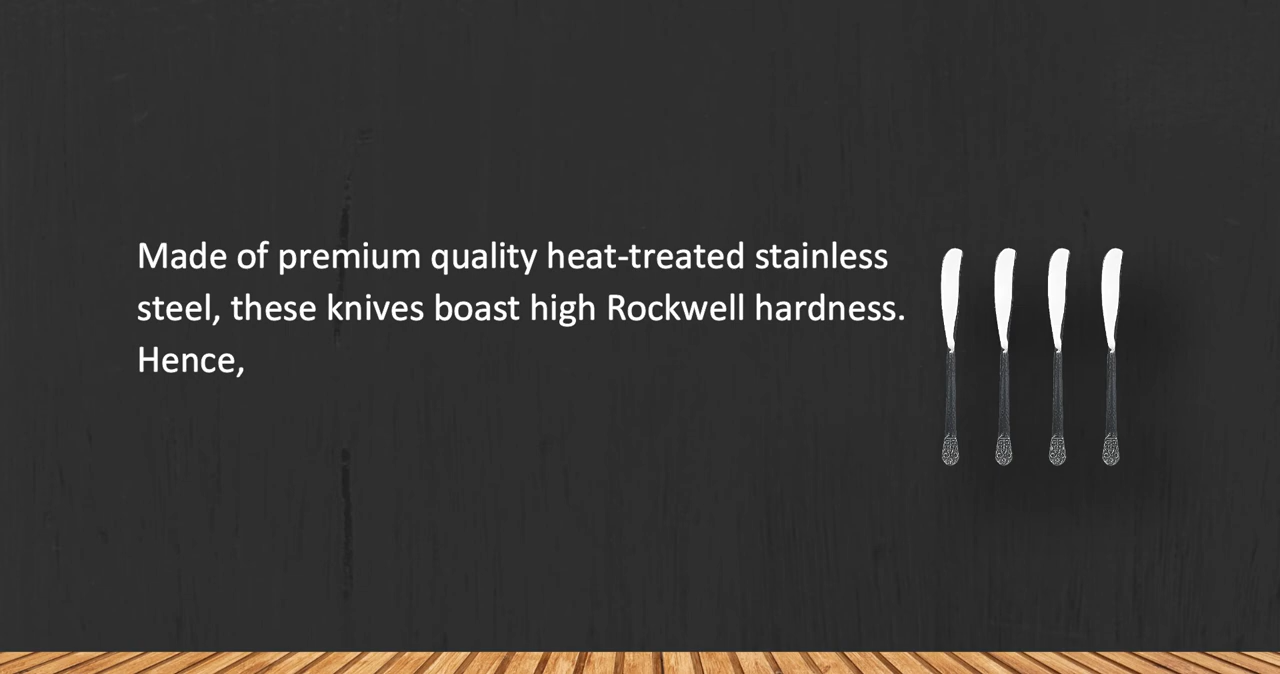 Made of premium quality heat-treated stainless
steel, these knives boast high Rockwell hardness.
Hence,